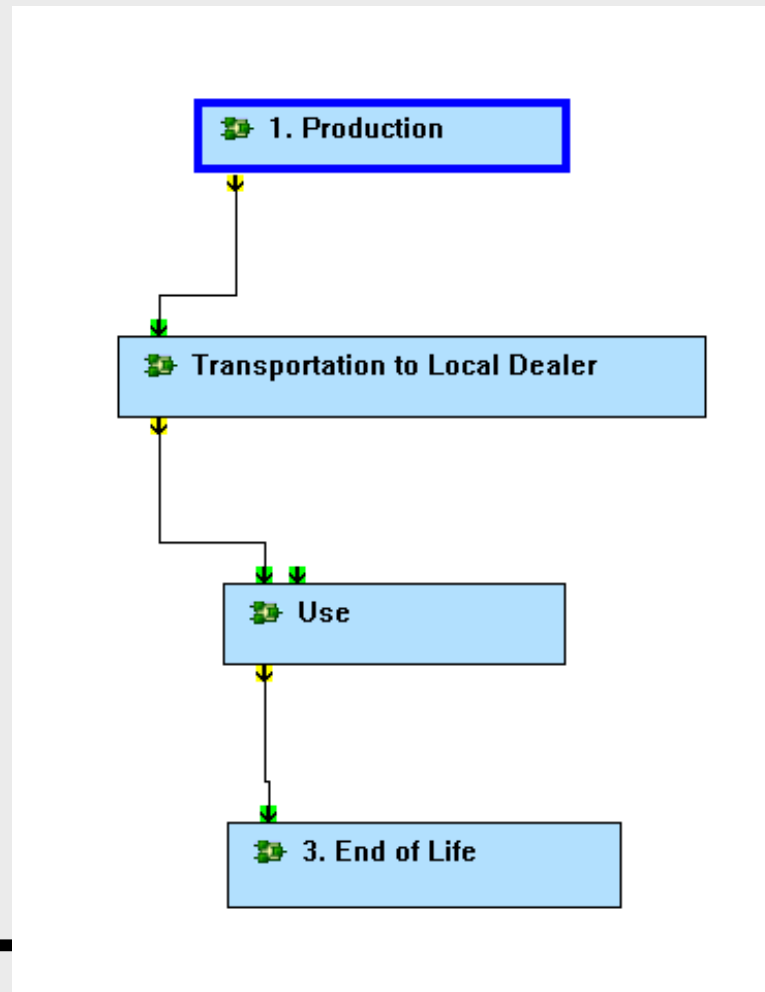 1. Production
Transportation to Local Dealer
Use
3. End of Life